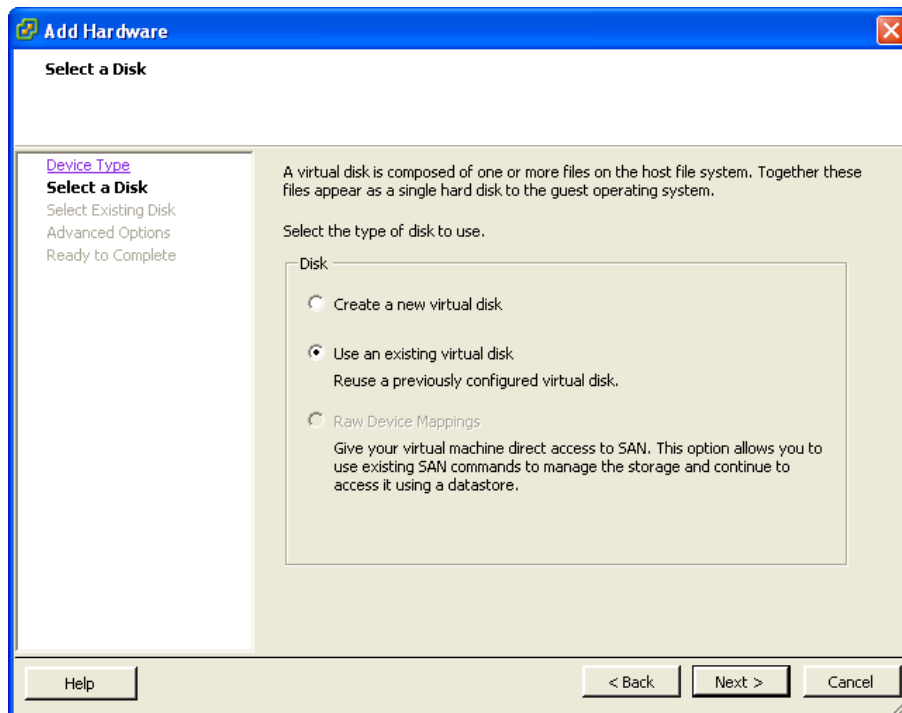 Add Hardware
Select a Disk
Device Type
Select a Disk
Select Existing Disk
Advanced Options
Ready to Complete
A virtual disk is composed of one or more files on the host file system. Together these
files appear as a single hard disk to the guest operating system.
Select the type of disk to use.
Disk
Create a new virtual disk
Use an existing virtual disk
Reuse a previously configured virtual disk.
Raw Device Mappings
Give your virtual machine direct access to SAN. This option allows you to
use existing SAN commands to manage the storage and continue to
access it using a datastore.
Help
< Back
Next >
Cancel